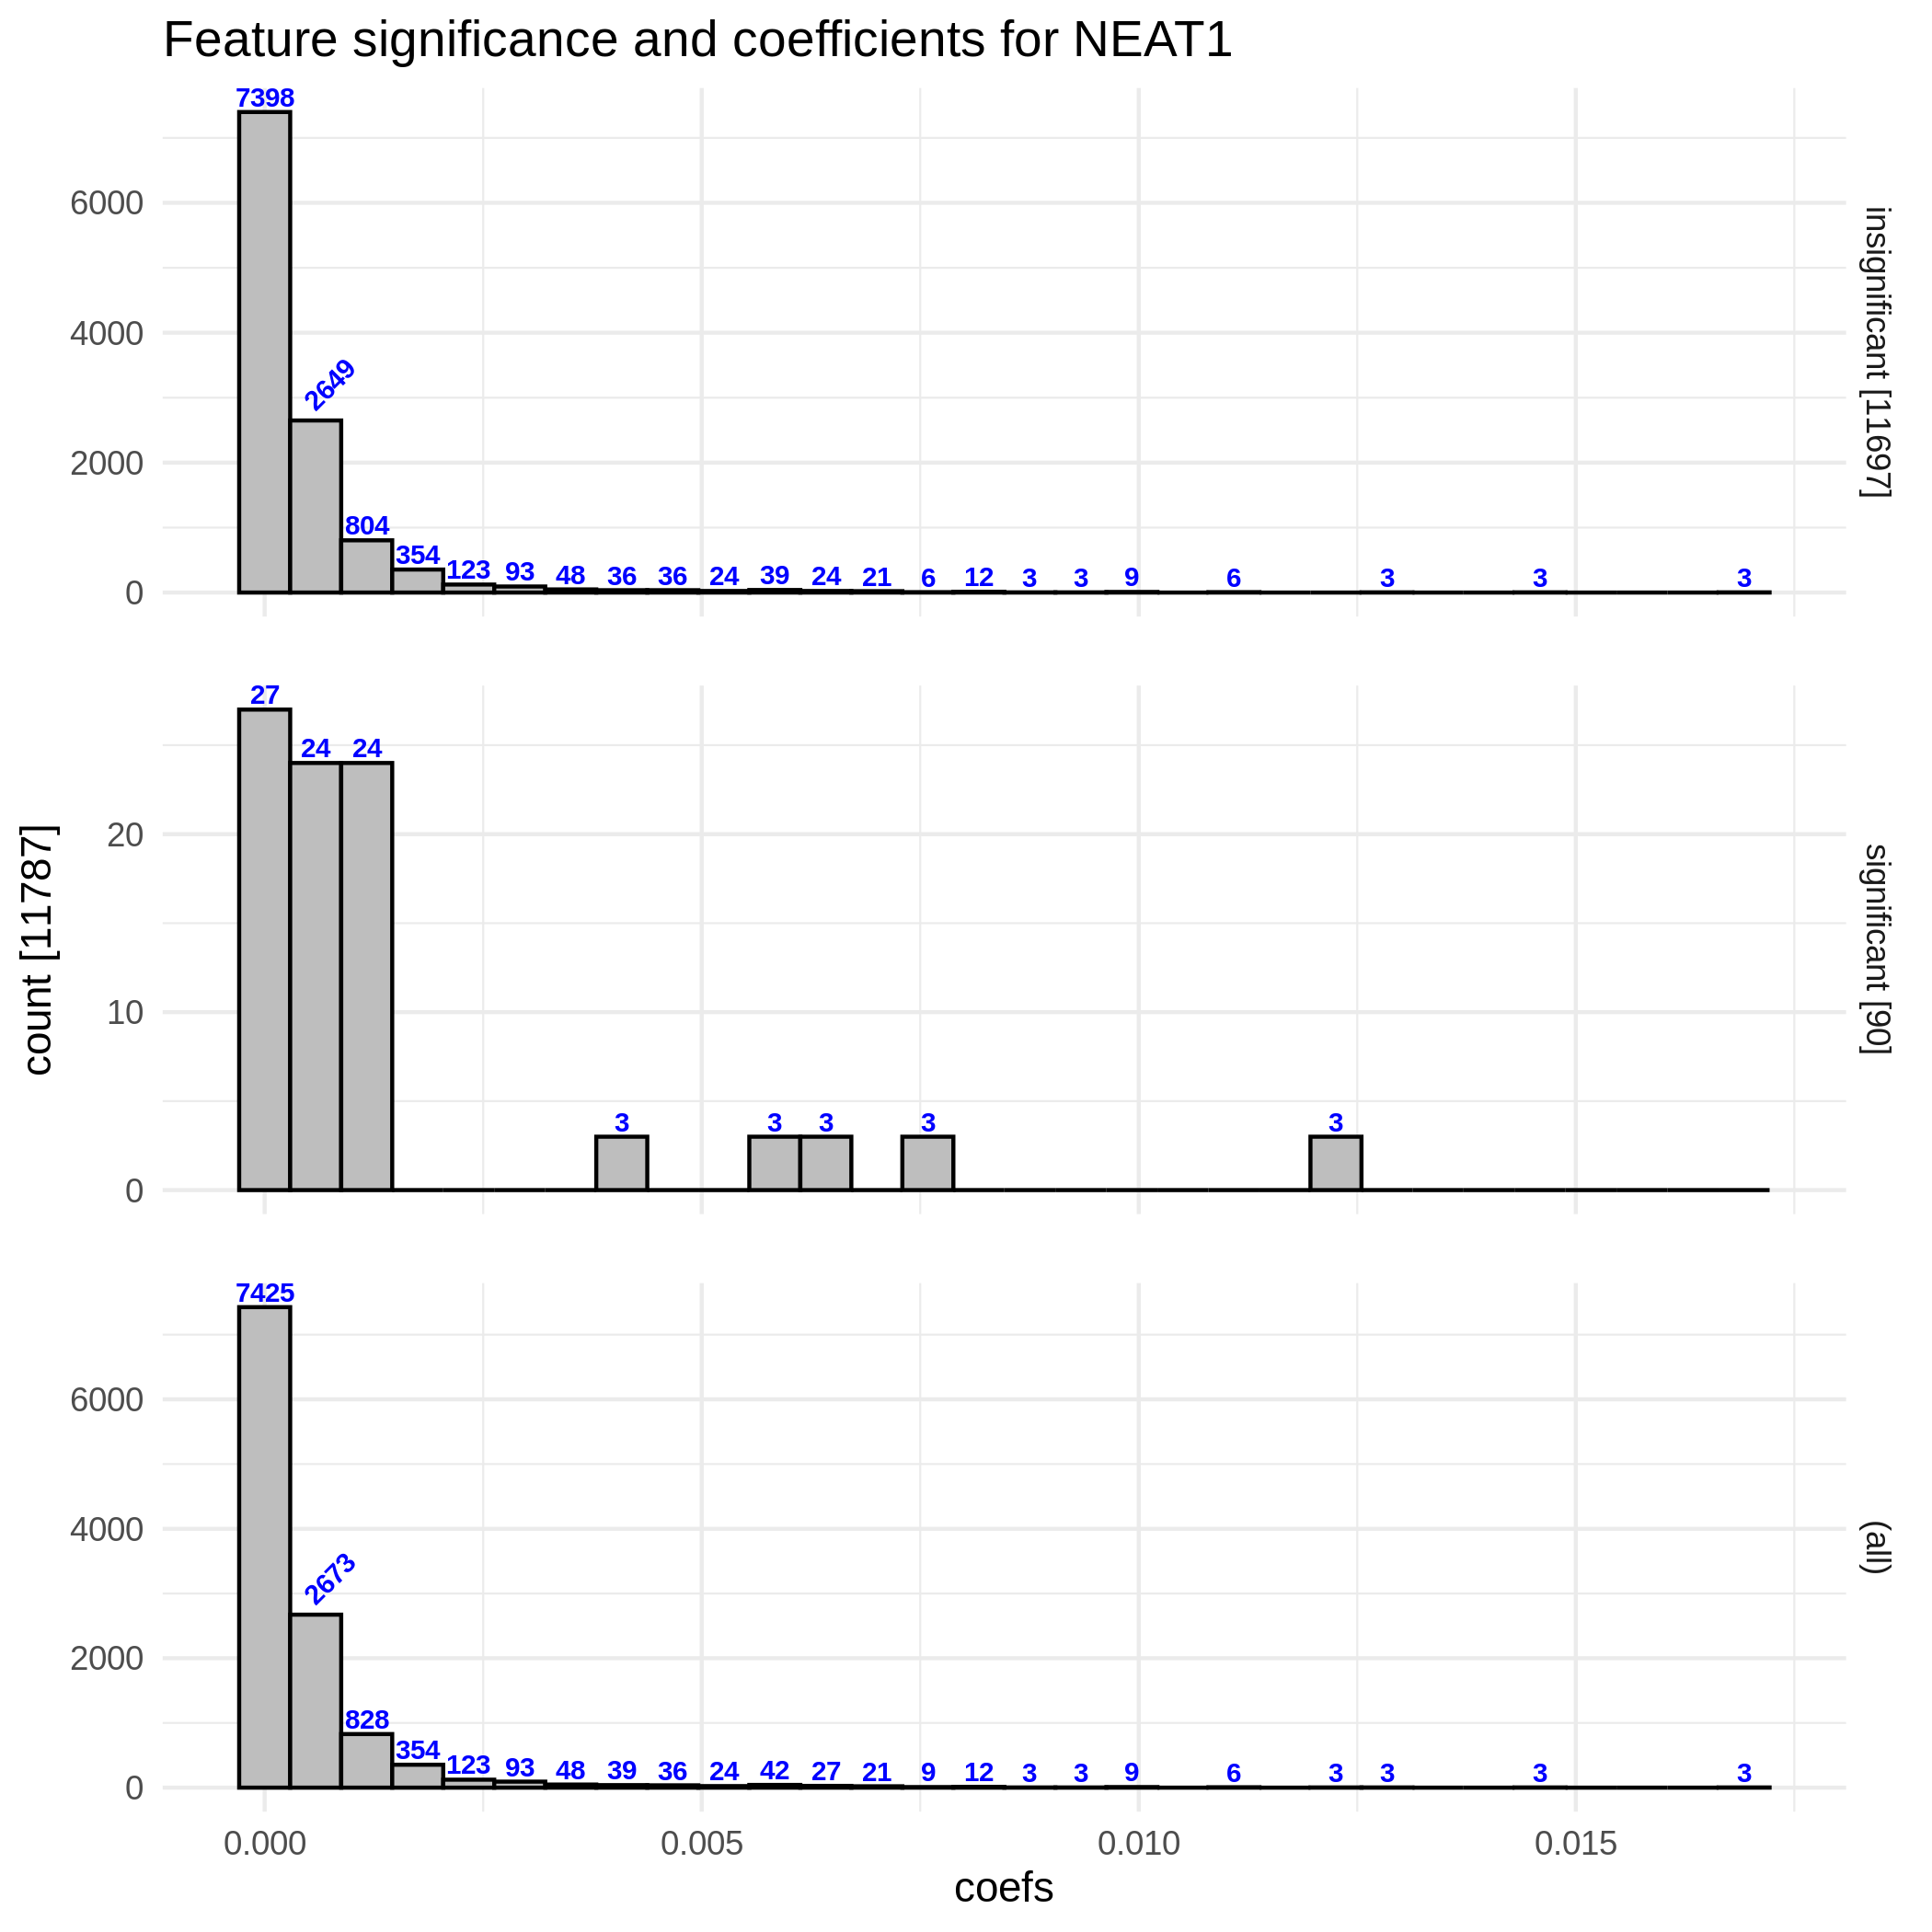 Feature significance and coefficients for NEAT1
7398
6000
4000
2000
0
2649
804
354 123 93 48 36 36 24 39 24 21 6 12 3 3 9 6 3 3 3
insignificant [11697]
27
24 24
20
10
0
3 3 3 3 3
significant [90]
count [11787]
7425
6000
4000
2000
0
2673
828
354 123 93 48 39 36 24 42 27 21 9 12 3 3 9 6 3 3 3 3
(all)
0.000 0.005 0.010 0.015
coefs